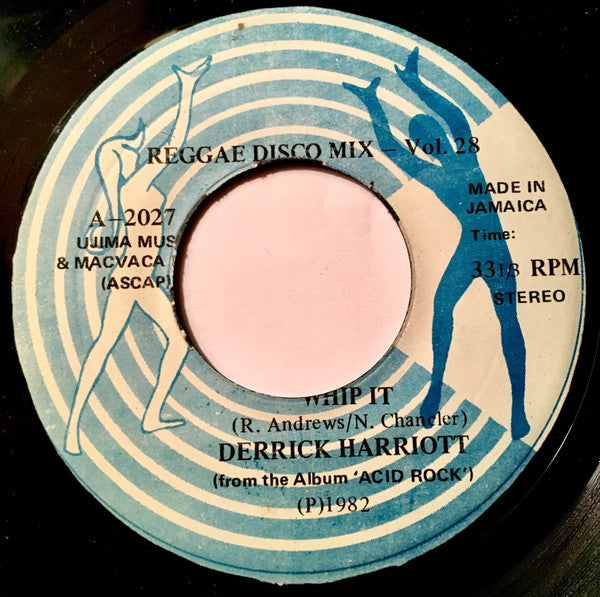 REGGAE DISCO MIX – Vol. 28
A-2027
UJIMA MUS
& MACVACA
(ASCAP)
MADE IN
JAMAICA
Time:
33 1/3 RPM
STEREO
WHIP IT
(R. Andrews/N. Chancler)
DERRICK HARRIOTT
(from the Album 'ACID ROCK')
(P)1982